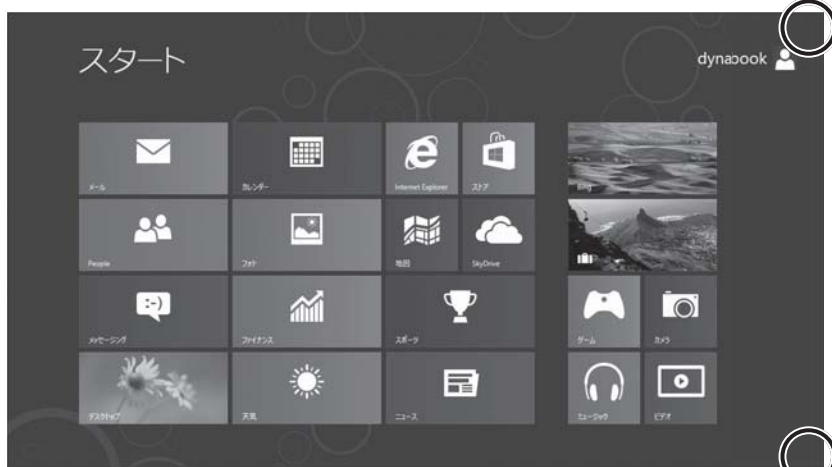 スタート
dynabook
メール
カレンダー
Internet Explorer
ストア
Bing
People
フォト
地図
SkyDrive
メッセージング
ファイナンス
スポーツ
ゲーム
カメラ
デスクトップ
天気
ニュース
ミュージック
ビデオ